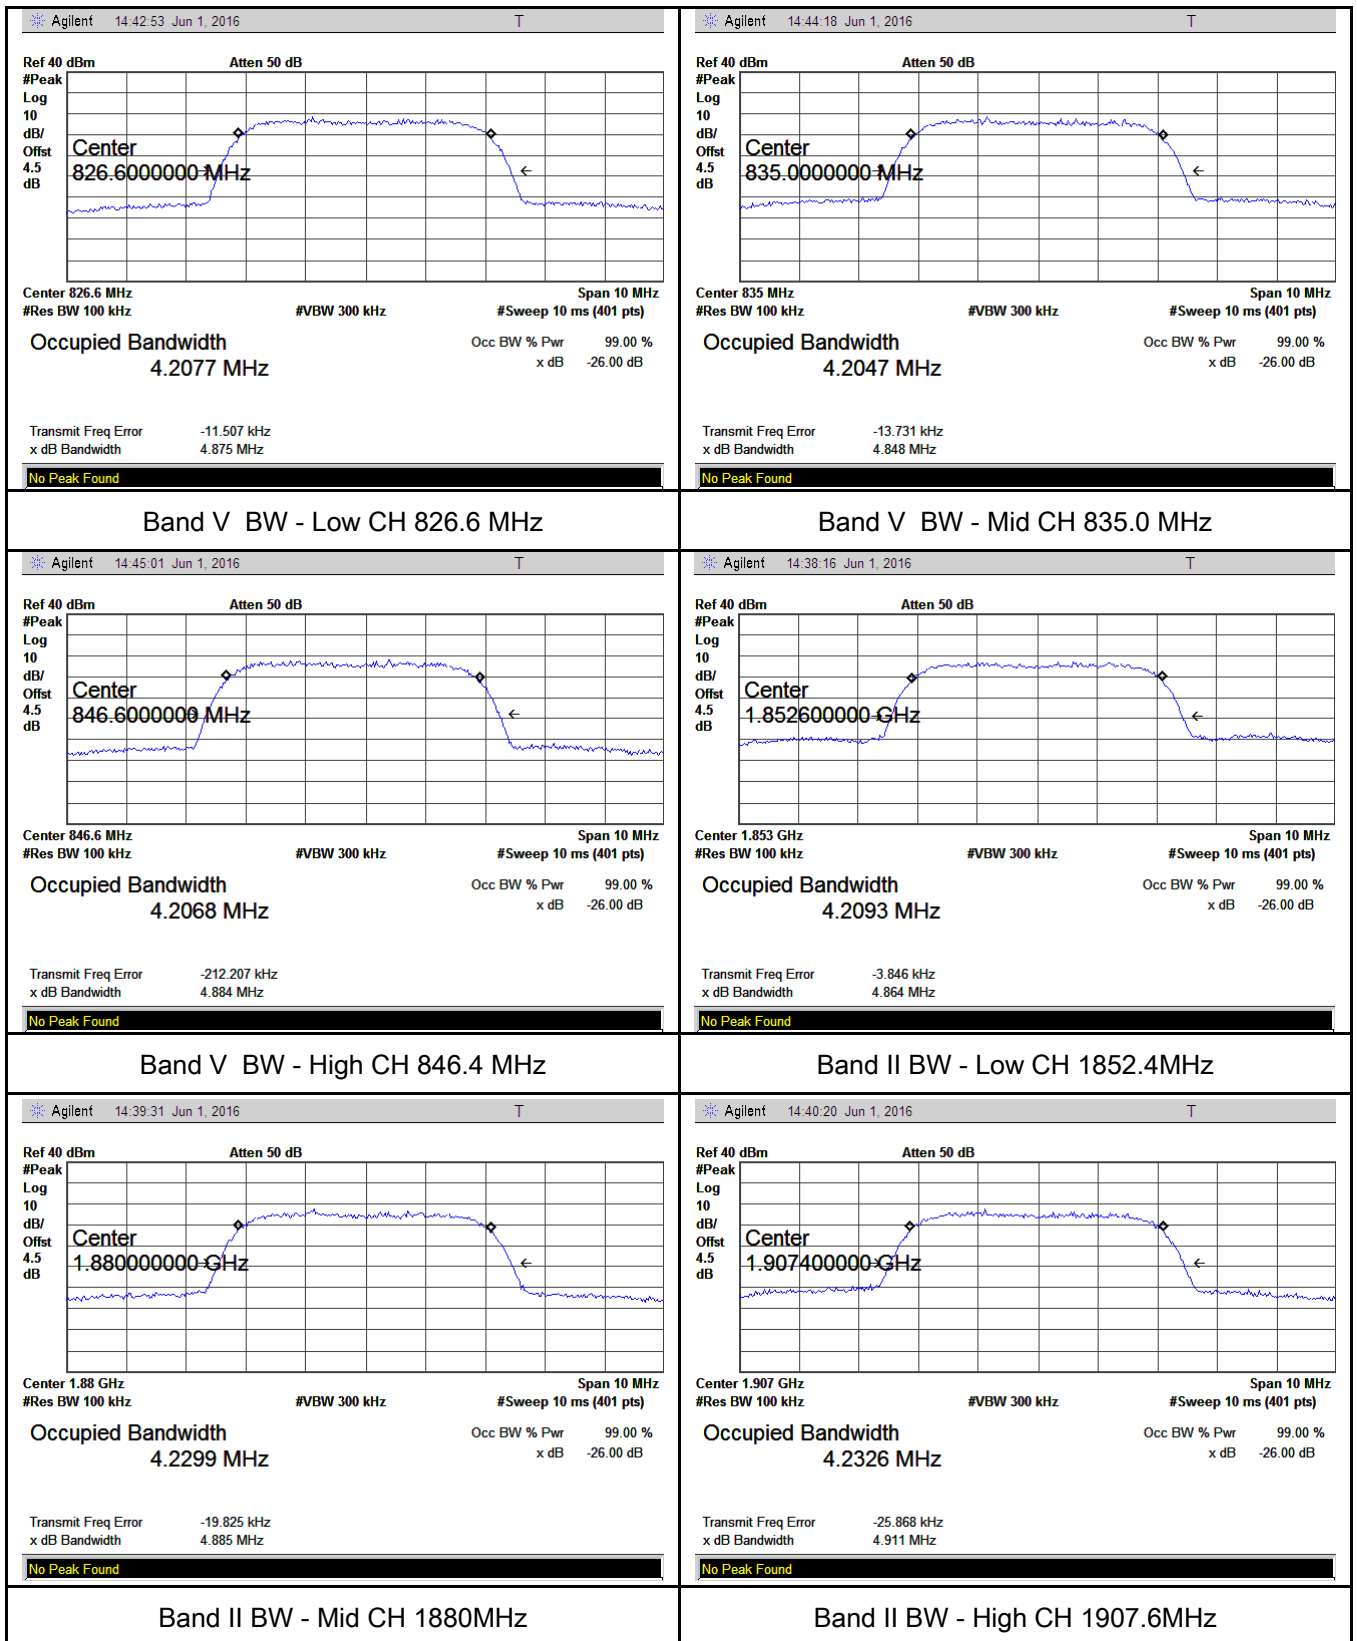 Agilent 14:42:53 Jun 1, 2016 T
Ref 40 dBm Atten 50 dB
#Peak
Log
10
dB/
Offst
4.5
dB
Center
826.6000000 MHz
Center 826.6 MHz Span 10 MHz
#Res BW 100 kHz #VBW 300 kHz #Sweep 10 ms (401 pts)
Occupied Bandwidth Occ BW % Pwr 99.00 %
4.2077 MHz x dB -26.00 dB
Transmit Freq Error -11.507 kHz
x dB Bandwidth 4.875 MHz
No Peak Found
Band V BW - Low CH 826.6 MHz
Agilent 14:44:18 Jun 1, 2016 T
Ref 40 dBm Atten 50 dB
#Peak
Log
10
dB/
Offst
4.5
dB
Center
835.0000000 MHz
Center 835 MHz Span 10 MHz
#Res BW 100 kHz #VBW 300 kHz #Sweep 10 ms (401 pts)
Occupied Bandwidth Occ BW % Pwr 99.00 %
4.2047 MHz x dB -26.00 dB
Transmit Freq Error -13.731 kHz
x dB Bandwidth 4.848 MHz
No Peak Found
Band V BW - Mid CH 835.0 MHz
Agilent 14:45:01 Jun 1, 2016 T
Ref 40 dBm Atten 50 dB
#Peak
Log
10
dB/
Offst
4.5
dB
Center
846.6000000 MHz
Center 846.6 MHz Span 10 MHz
#Res BW 100 kHz #VBW 300 kHz #Sweep 10 ms (401 pts)
Occupied Bandwidth Occ BW % Pwr 99.00 %
4.2068 MHz x dB -26.00 dB
Transmit Freq Error -212.207 kHz
x dB Bandwidth 4.884 MHz
No Peak Found
Band V BW - High CH 846.4 MHz
Agilent 14:38:16 Jun 1, 2016 T
Ref 40 dBm Atten 50 dB
#Peak
Log
10
dB/
Offst
4.5
dB
Center
1.852600000 GHz
Center 1.853 GHz Span 10 MHz
#Res BW 100 kHz #VBW 300 kHz #Sweep 10 ms (401 pts)
Occupied Bandwidth Occ BW % Pwr 99.00 %
4.2093 MHz x dB -26.00 dB
Transmit Freq Error -3.846 kHz
x dB Bandwidth 4.864 MHz
No Peak Found
Band II BW - Low CH 1852.4MHz
Agilent 14:39:31 Jun 1, 2016 T
Ref 40 dBm Atten 50 dB
#Peak
Log
10
dB/
Offst
4.5
dB
Center
1.880000000 GHz
Center 1.88 GHz Span 10 MHz
#Res BW 100 kHz #VBW 300 kHz #Sweep 10 ms (401 pts)
Occupied Bandwidth Occ BW % Pwr 99.00 %
4.2299 MHz x dB -26.00 dB
Transmit Freq Error -19.825 kHz
x dB Bandwidth 4.885 MHz
No Peak Found
Band II BW - Mid CH 1880MHz
Agilent 14:40:20 Jun 1, 2016 T
Ref 40 dBm Atten 50 dB
#Peak
Log
10
dB/
Offst
4.5
dB
Center
1.907400000 GHz
Center 1.907 GHz Span 10 MHz
#Res BW 100 kHz #VBW 300 kHz #Sweep 10 ms (401 pts)
Occupied Bandwidth Occ BW % Pwr 99.00 %
4.2326 MHz x dB -26.00 dB
Transmit Freq Error -25.868 kHz
x dB Bandwidth 4.911 MHz
No Peak Found
Band II BW - High CH 1907.6MHz